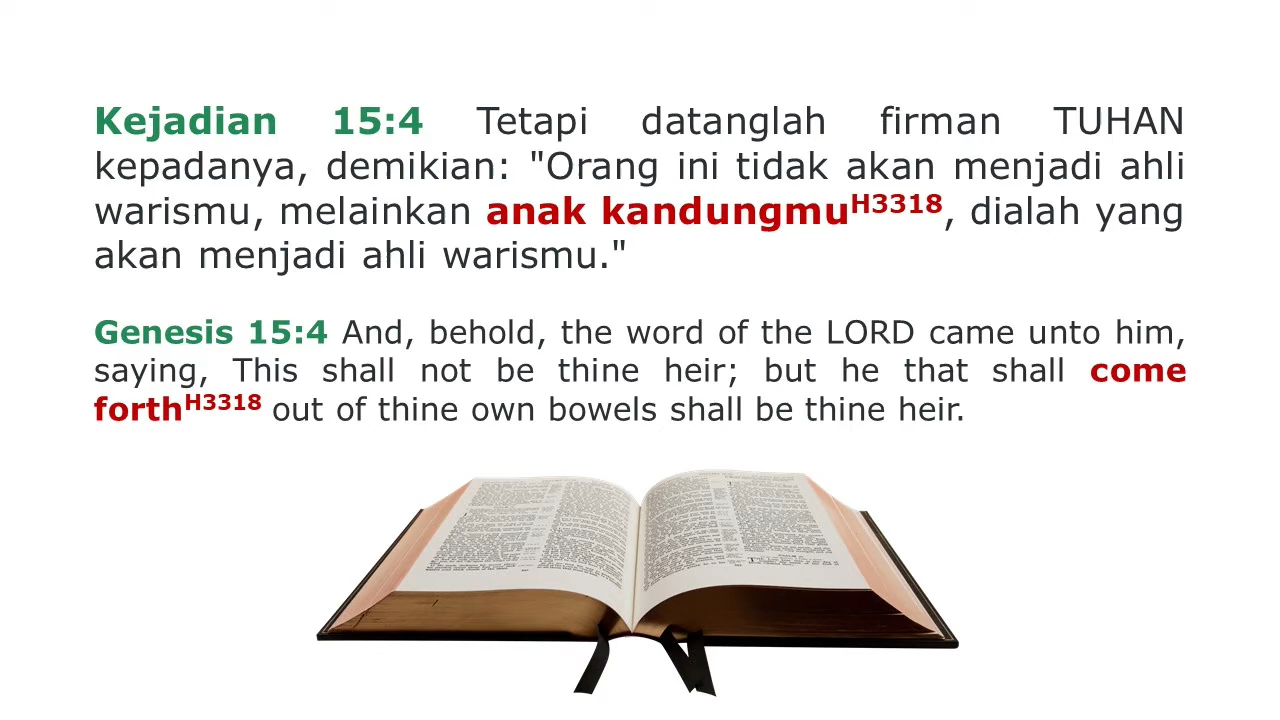 Kejadian 15:4 Tetapi datanglah firman TUHAN
kepadanya, demikian: "Orang ini tidak akan menjadi ahli
warismu, melainkan anak kandungmuH3318, dialah yang
akan menjadi ahli warismu."
Genesis 15:4 And, behold, the word of the LORD came unto him,
saying, This shall not be thine heir; but he that shall come
forthH3318 out of thine own bowels shall be thine heir.